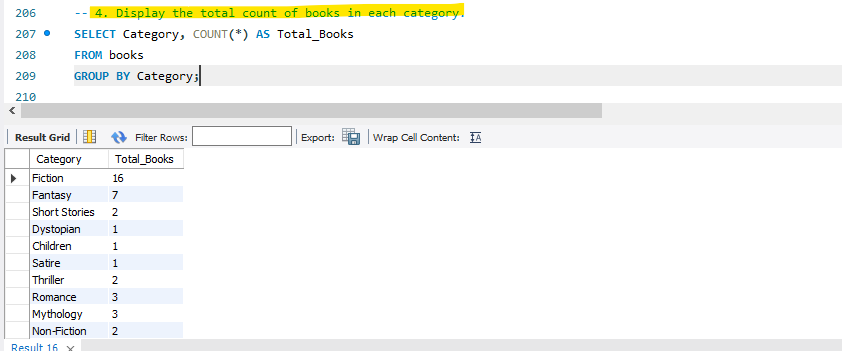 206 -- 4. Display the total count of books in each category.
207 SELECT Category, COUNT(*) AS Total_Books
208 FROM books
209 GROUP BY Category;
210
Result Grid Filter Rows: Export: Wrap Cell Content: IA
Category Total_Books
Fiction 16
Fantasy 7
Short Stories 2
Dystopian 1
Children 1
Satire 1
Thriller 2
Romance 3
Mythology 3
Non-Fiction 2
Result 16 ×